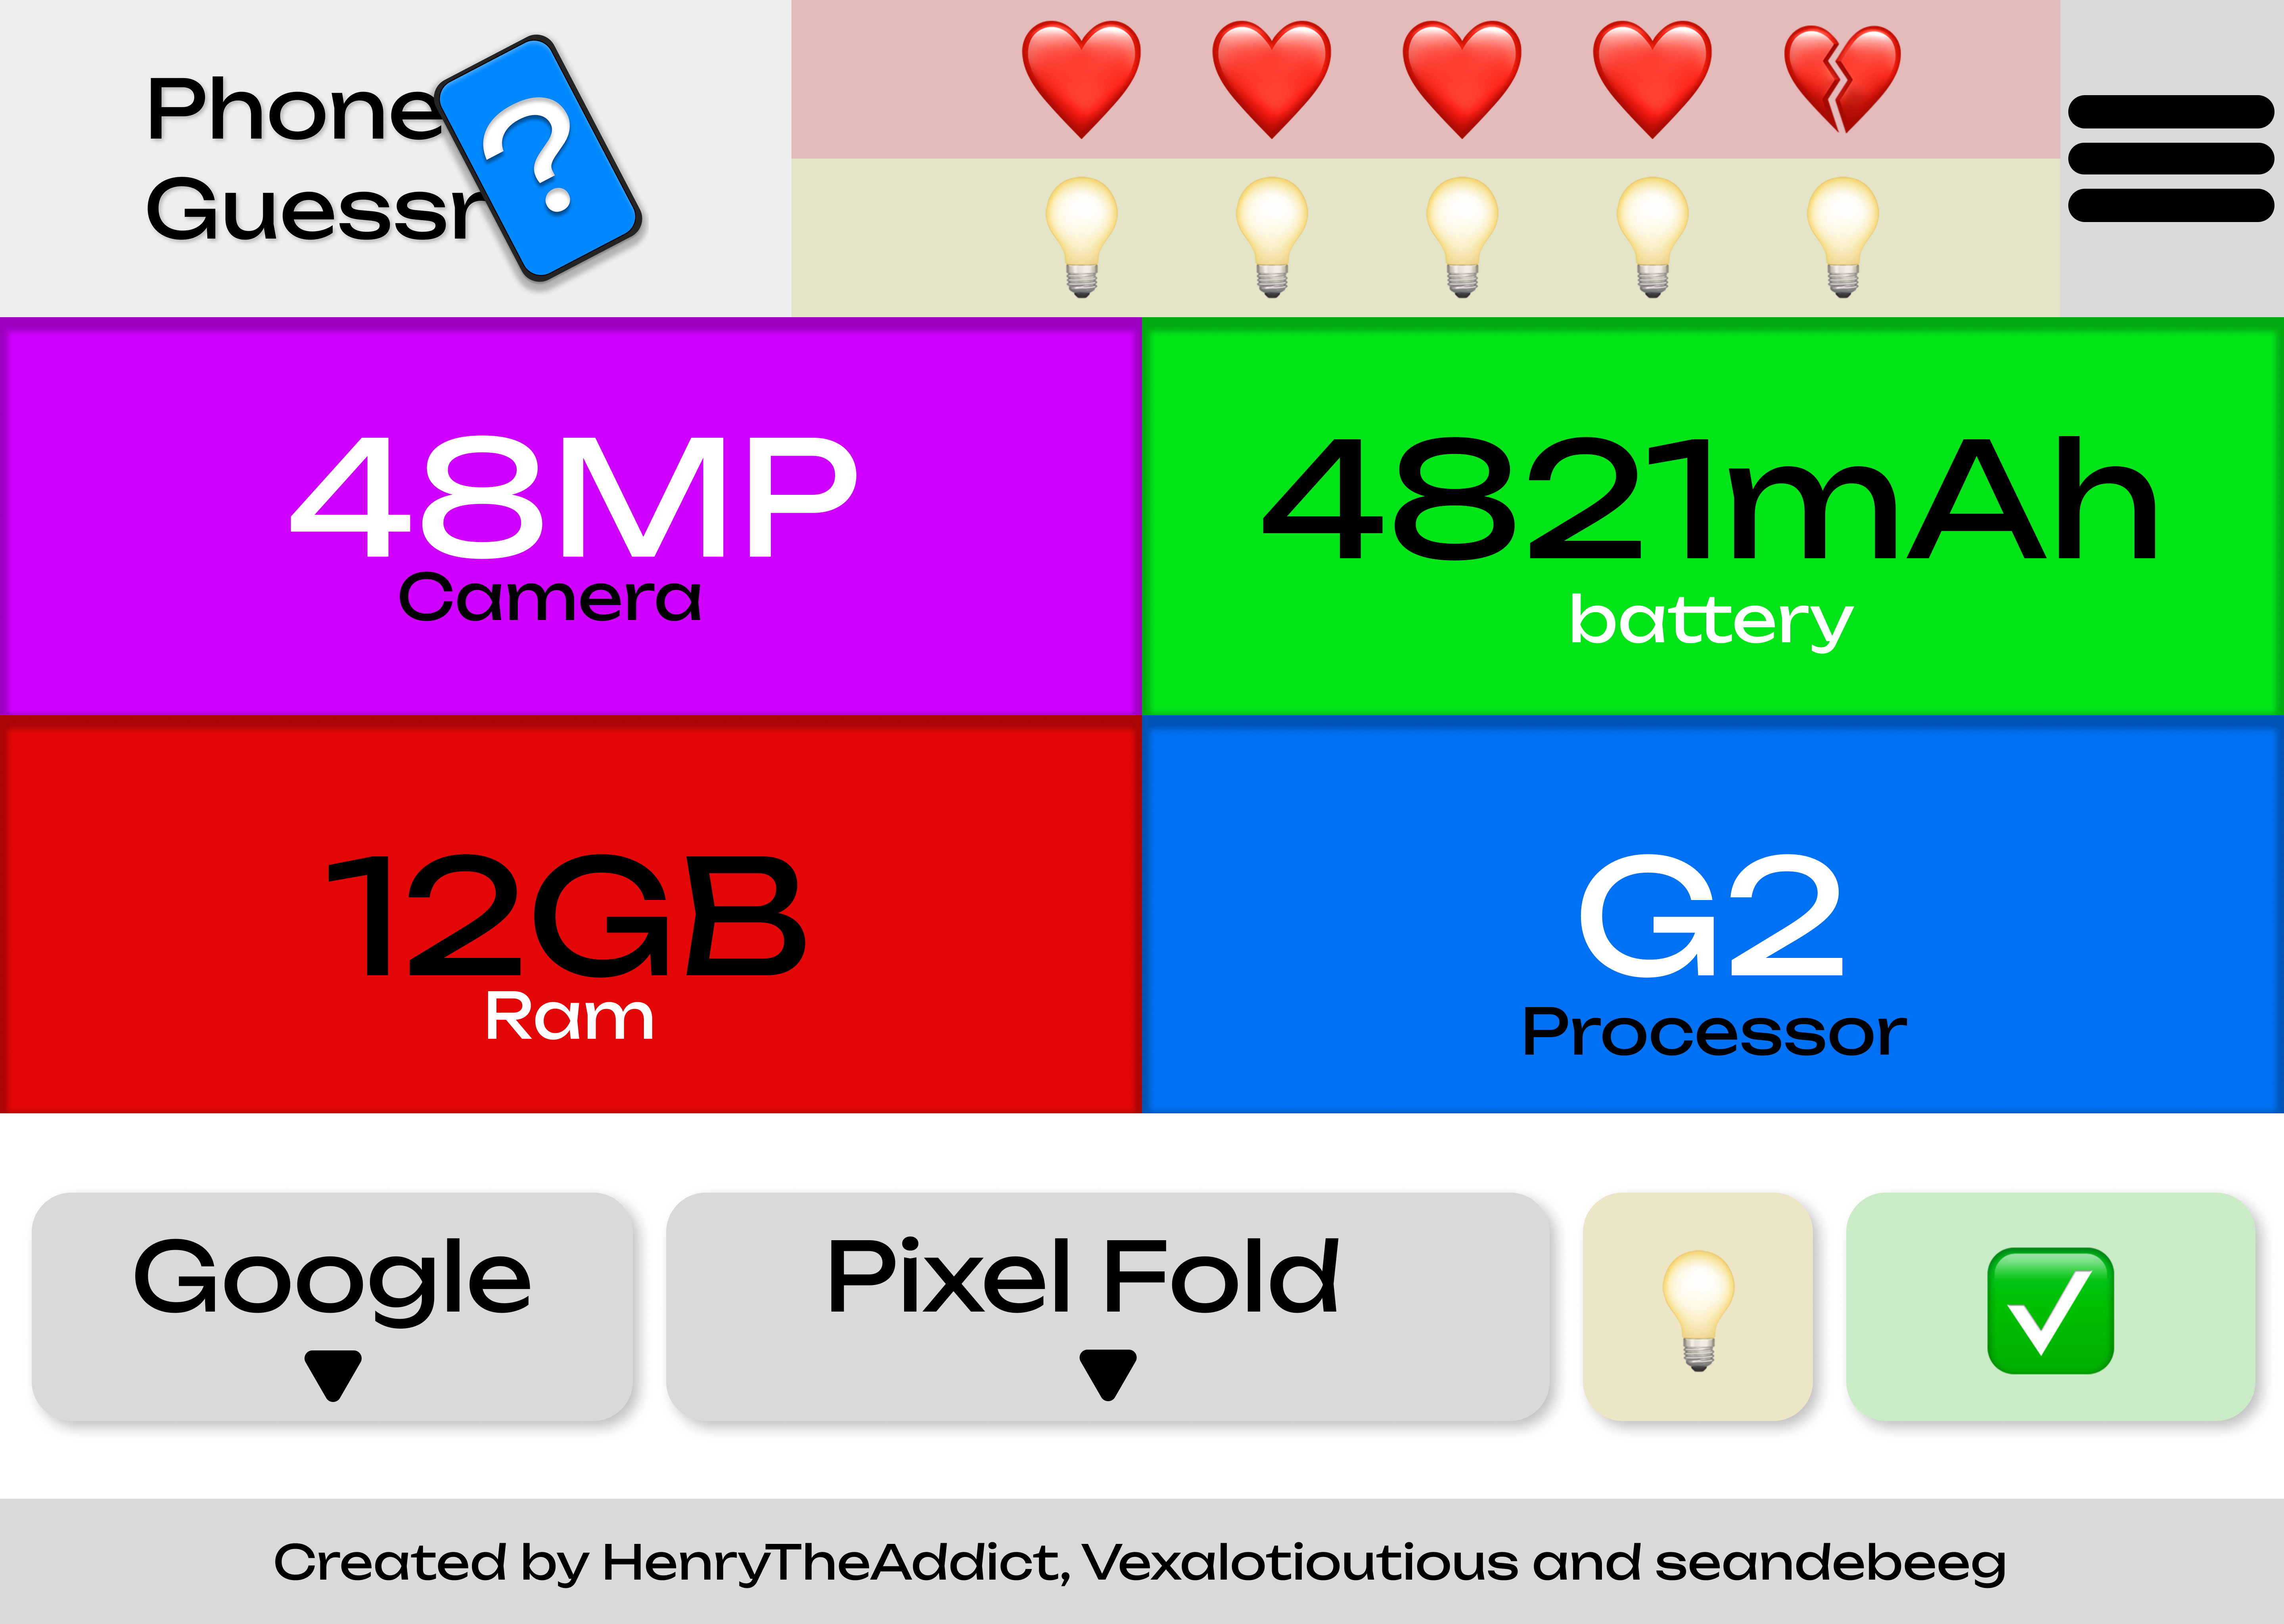 Phone
Guessr
?
48MP
Camera
4821mAh
battery
12GB
Ram
G2
Processor
Google
Pixel Fold
Created by HenryTheAddict, Vexalotioutious and seandebeeg